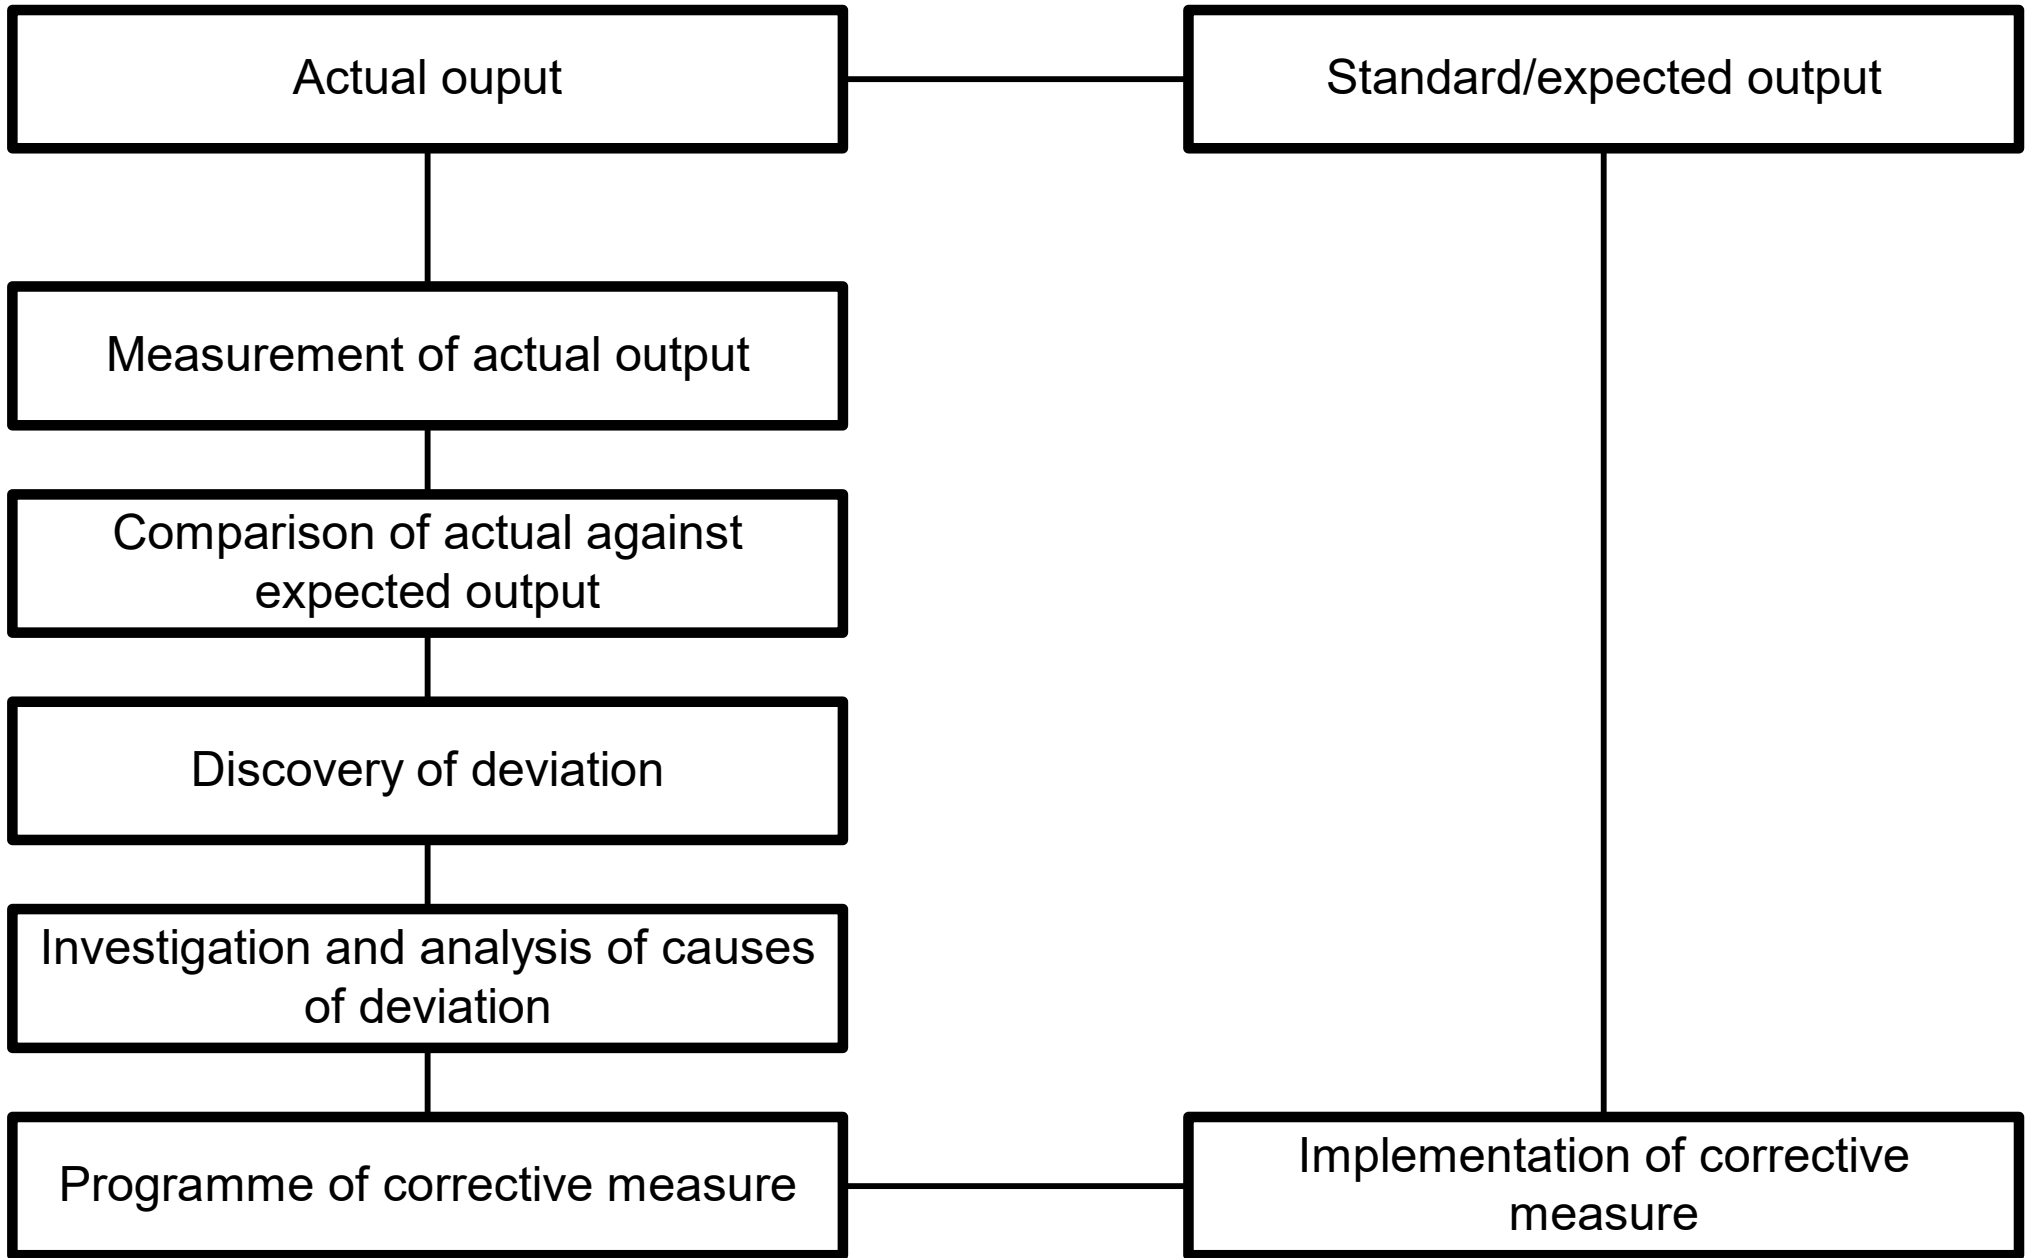 Actual ouput
Standard/expected output
Measurement of actual output
Comparison of actual against
expected output
Discovery of deviation
Investigation and analysis of causes
of deviation
Programme of corrective measure
Implementation of corrective
measure